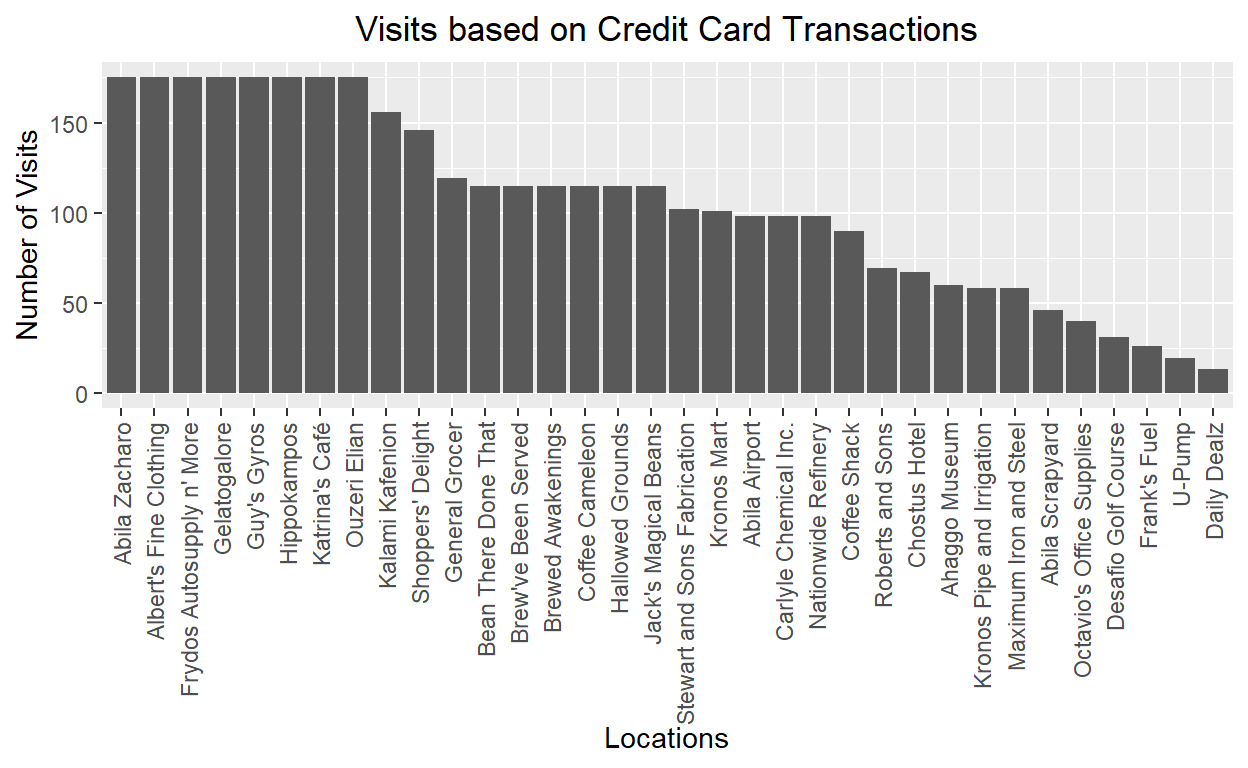 Visits based on Credit Card Transactions
Number of Visits
150
100
50
0
Abila Zacharo
Albert's Fine Clothing
Frydos Autosupply n' More
Gelatogalore
Guy's Gyros
Hippokampos
Katrina's Café
Ouzeri Elian
Kalami Kafenion
Shoppers' Delight
General Grocer
Bean There Done That
Brew've Been Served
Brewed Awakenings
Coffee Cameleon
Hallowed Grounds
Jack's Magical Beans
Stewart and Sons Fabrication
Kronos Mart
Abila Airport
Carlyle Chemical Inc.
Nationwide Refinery
Coffee Shack
Roberts and Sons
Chostus Hotel
Ahaggo Museum
Kronos Pipe and Irrigation
Maximum Iron and Steel
Abila Scrapyard
Octavio's Office Supplies
Desafio Golf Course
Frank's Fuel
U-Pump
Daily Dealz
Locations